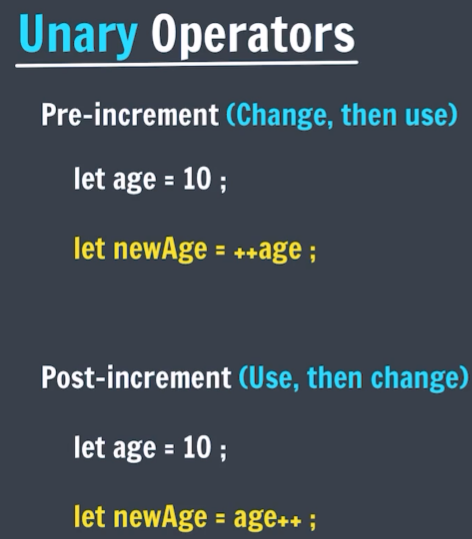 Unary Operators
Pre-increment (Change, then use)
let age = 10 ;
let newAge = ++age ;
Post-increment (Use, then change)
let age = 10 ;
let newAge = age++ ;